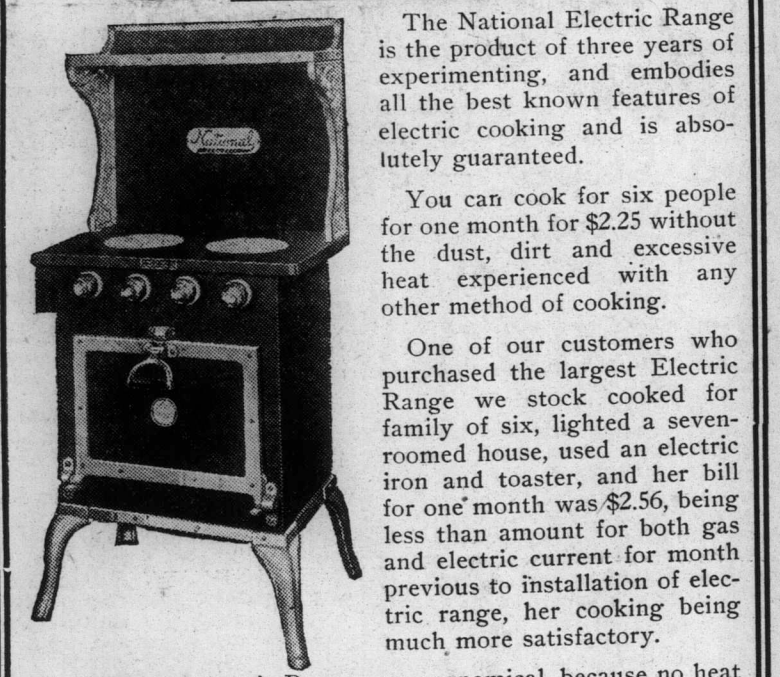 National
The National Electric Range
is the product of three years of
experimenting, and embodies
all the best known features of
electric cooking and is abso-
lutely guaranteed.
You can cook for six people
for one month for $2.25 without
the dust, dirt and excessive
heat experienced with any
other method of cooking.
One of our customers who
purchased the largest Electric
Range we stock cooked for
family of six, lighted a seven-
roomed house, used an electric
iron and toaster, and her bill
for one month was $2.56, being
less than amount for both gas
and electric current for month
previous to installation of elec-
tric range, her cooking being
much more satisfactory.
because no heat